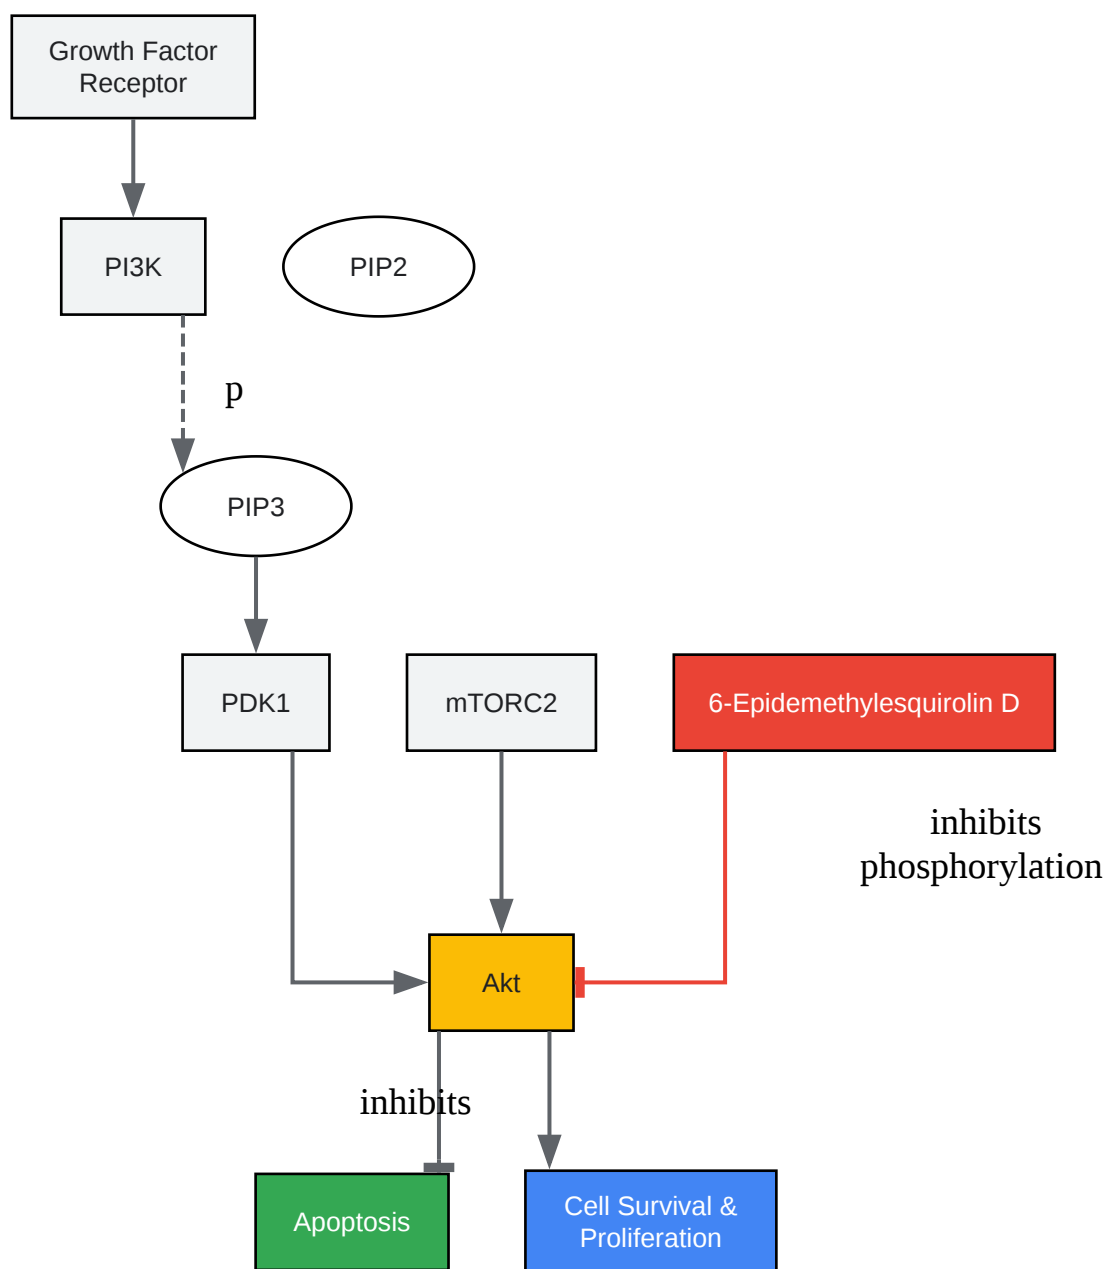 Growth Factor
Receptor
PI3K
PIP2
p
PIP3
PDK1
mTORC2
6-Epidemethylesquirolin D
inhibits
phosphorylation
Akt
inhibits
Apoptosis
Cell Survival &
Proliferation